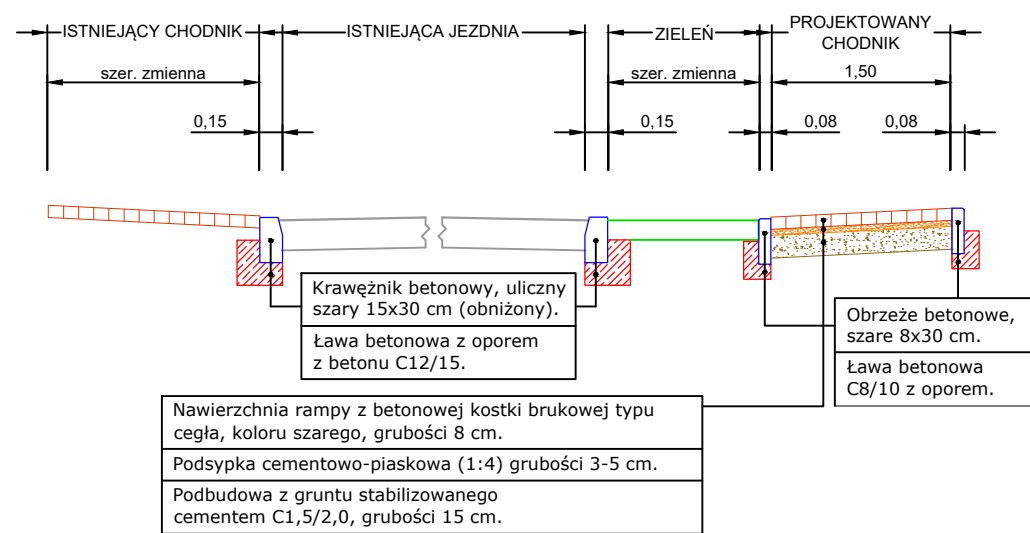 ISTNIEJĄCY CHODNIK
ISTNIEJĄCA JEZDNIA
ZIELEŃ
PROJEKTOWANY
CHODNIK
szer. zmienna
szer. zmienna
1,50
0,15
0,15
0,08
0,08
Krawężnik betonowy, uliczny
szary 15x30 cm (obniżony).
Ława betonowa z oporem
z betonu C12/15.
Obrzeże betonowe,
szare 8x30 cm.
Ława betonowa
C8/10 z oporem.
Nawierzchnia rampy z betonowej kostki brukowej typu
cegła, koloru szarego, grubości 8 cm.
Podsypka cementowo-piaskowa (1:4) grubości 3-5 cm.
Podbudowa z gruntu stabilizowanego
cementem C1,5/2,0, grubości 15 cm.